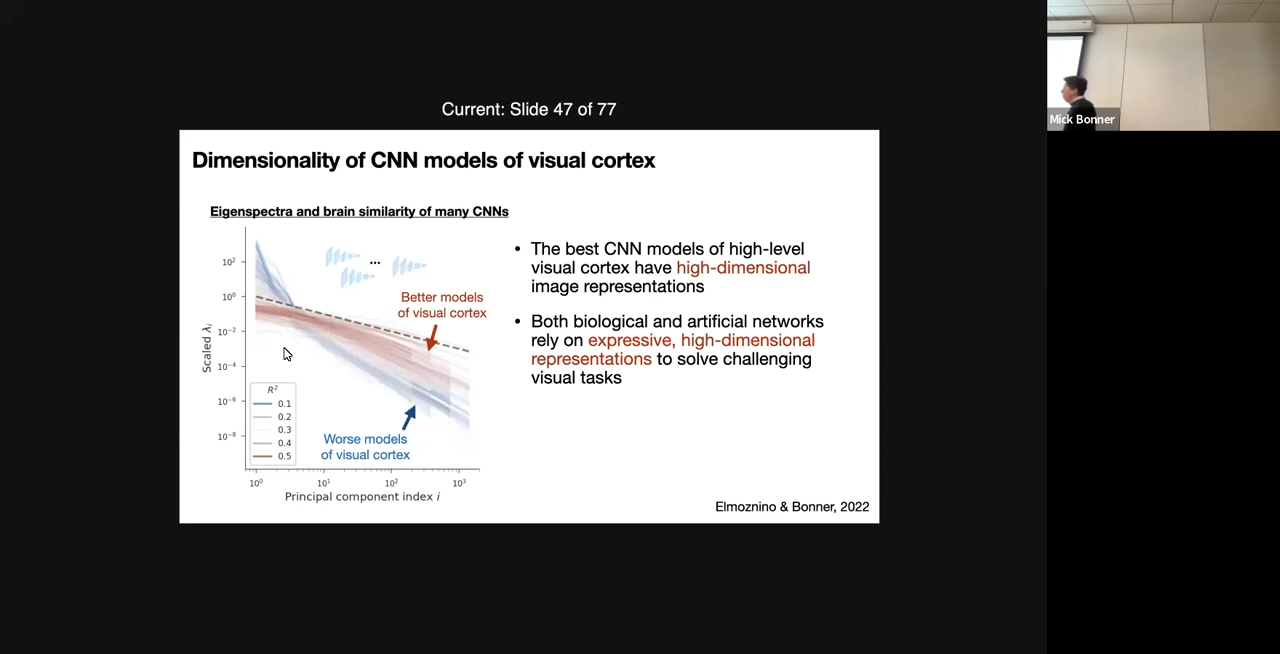 Current: Slide 47 of 77
Mick Bonner
Dimensionality of CNN models of visual cortex
Eigenspectra and brain similarity of many CNNs
...
Better models
of visual cortex
Scaled λᵢ
10²
10⁰
10⁻²
10⁻⁴
10⁻⁶
10⁻⁸
R²
0.1
0.2
0.3
0.4
0.5
Worse models
of visual cortex
10⁰
10¹
10²
10³
Principal component index i
• The best CNN models of high-level
visual cortex have high-dimensional
image representations
• Both biological and artificial networks
rely on expressive, high-dimensional
representations to solve challenging
visual tasks
Elmoznino & Bonner, 2022